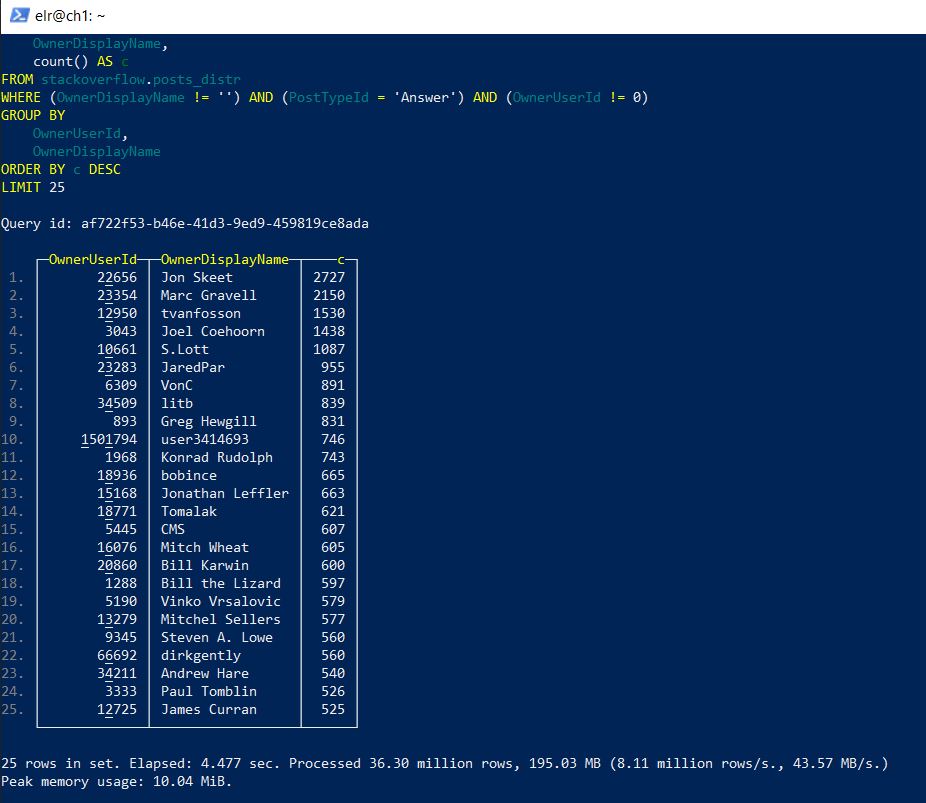 elr@ch1: ~
OwnerDisplayName,
count() AS c
FROM stackoverflow.posts_distr
WHERE (OwnerDisplayName != '') AND (PostTypeId = 'Answer') AND (OwnerUserId != 0)
GROUP BY
OwnerUserId,
OwnerDisplayName
ORDER BY c DESC
LIMIT 25
Query id: af722f53-b46e-41d3-9ed9-459819ce8ada
OwnerUserId OwnerDisplayName c
1. 22656 Jon Skeet 2727
2. 23354 Marc Gravell 2150
3. 12950 tvanfosson 1530
4. 3043 Joel Coehoorn 1438
5. 10661 S.Lott 1087
6. 23283 JaredPar 955
7. 6309 VonC 891
8. 34509 litb 839
9. 893 Greg Hewgill 831
10. 1501794 user3414693 746
11. 1968 Konrad Rudolph 743
12. 18936 bobince 665
13. 15168 Jonathan Leffler 663
14. 18771 Tomalak 621
15. 5445 CMS 607
16. 16076 Mitch Wheat 605
17. 20860 Bill Karwin 600
18. 1288 Bill the Lizard 597
19. 5190 Vinko Vrsalovic 579
20. 13279 Mitchel Sellers 577
21. 9345 Steven A. Lowe 560
22. 66692 dirkgently 560
23. 34211 Andrew Hare 540
24. 3333 Paul Tomblin 526
25. 12725 James Curran 525
25 rows in set. Elapsed: 4.477 sec. Processed 36.30 million rows, 195.03 MB (8.11 million rows/s., 43.57 MB/s.)
Peak memory usage: 10.04 MiB.